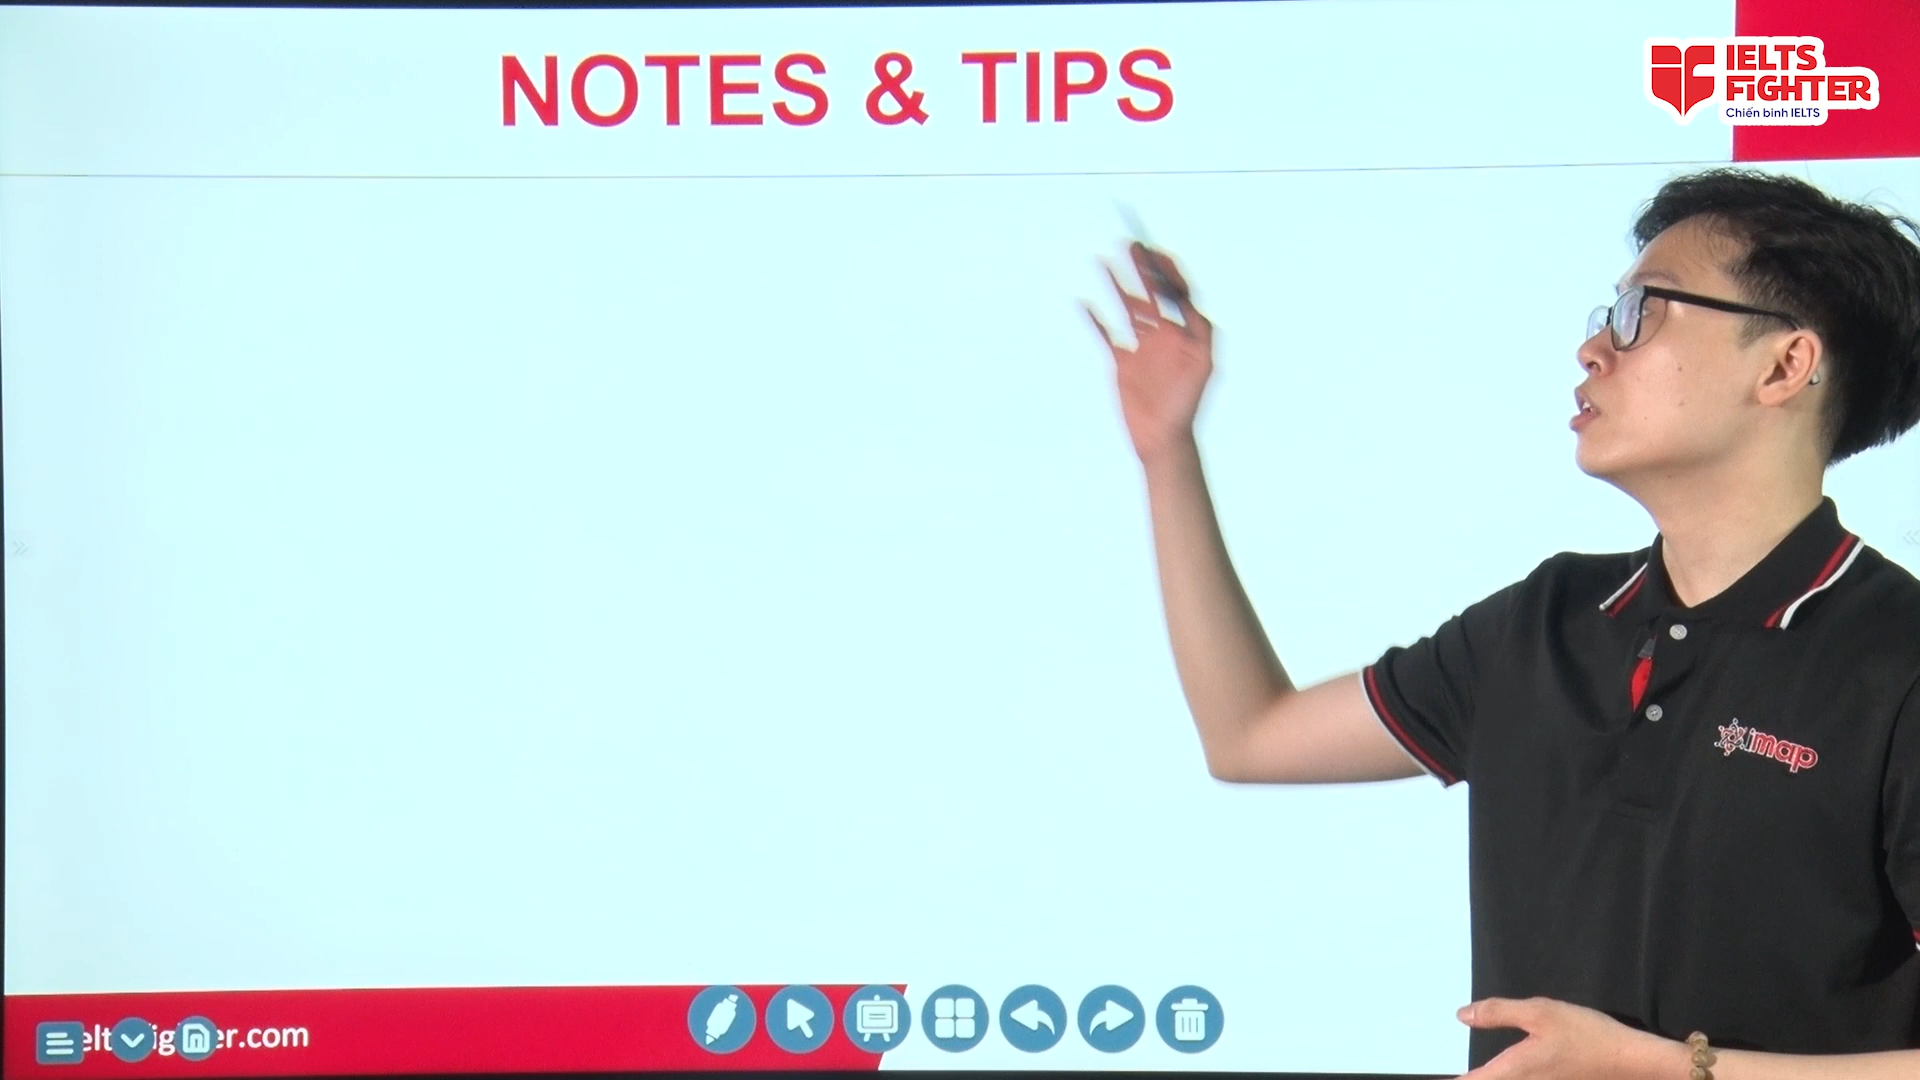 NOTES & TIPS
IELTS
FIGHTER
Chiến binh IELTS
imap